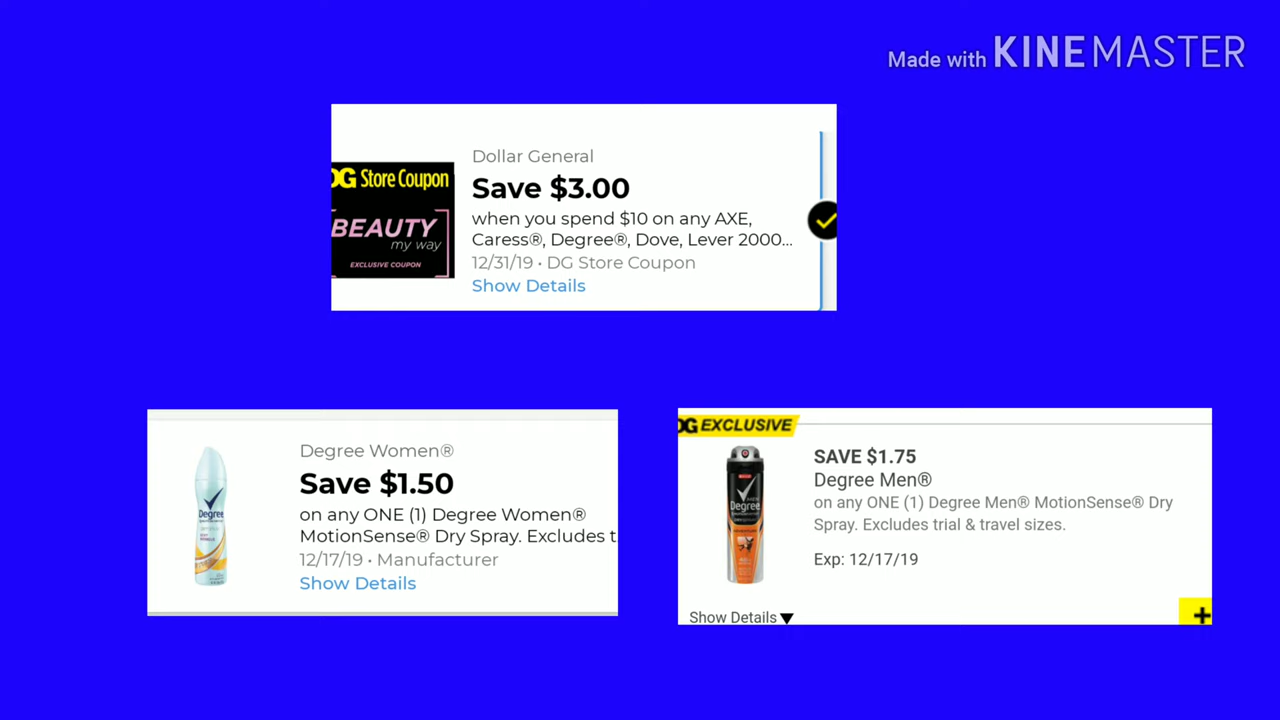 Made with KINEMASTER
Dollar General
DG Store Coupon
Save $3.00
BEAUTY
my way
EXCLUSIVE COUPON
when you spend $10 on any AXE,
Caress®, Degree®, Dove, Lever 2000...
12/31/19 • DG Store Coupon
Show Details
Degree Women®
Save $1.50
Degree
on any ONE (1) Degree Women®
MotionSense® Dry Spray. Excludes t
12/17/19 • Manufacturer
Show Details
DG EXCLUSIVE
SAVE $1.75
Degree Men®
MEN
Degree
on any ONE (1) Degree Men® MotionSense® Dry
Spray. Excludes trial & travel sizes.
Exp: 12/17/19
Show Details